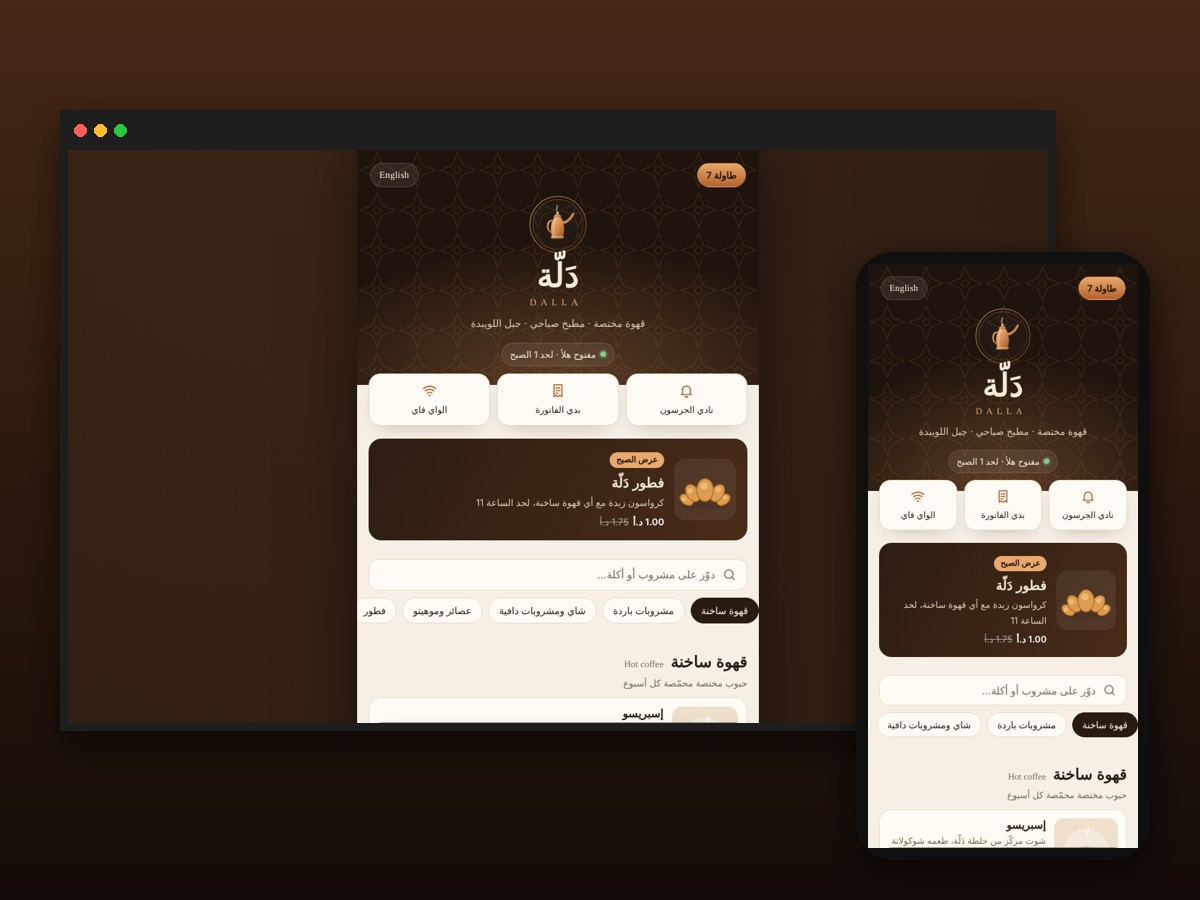 طاولة 7
English
دَلّة
DALLA
قهوة مختصة · مطبخ صباحي · جبل اللويبدة
مفتوح هلأ · لحد 1 الصبح
نادي الجرسون
بدي الفاتورة
الواي فاي
عرض الصبح
فطور دَلّة
كرواسون زبدة مع أي قهوة ساخنة، لحد الساعة 11
1.00 د.أ 1.75 د.أ
دوّر على مشروب أو أكلة...
قهوة ساخنة
مشروبات باردة
شاي ومشروبات دافية
عصائر وموهيتو
فطور
قهوة ساخنة Hot coffee
حبوب مختصة محمّصة كل أسبوع
إسبريسو
طاولة 7
English
دَلّة
DALLA
قهوة مختصة · مطبخ صباحي · جبل اللويبدة
مفتوح هلأ · لحد 1 الصبح
نادي الجرسون
بدي الفاتورة
الواي فاي
عرض الصبح
فطور دَلّة
كرواسون زبدة مع أي قهوة ساخنة، لحد
الساعة 11
1.00 د.أ 1.75 د.أ
دوّر على مشروب أو أكلة...
قهوة ساخنة
مشروبات باردة
شاي ومشروبات دافية
قهوة ساخنة Hot coffee
حبوب مختصة محمّصة كل أسبوع
إسبريسو
شوت مركّز من خلطة دَلّة، طعمه شوكولاتة